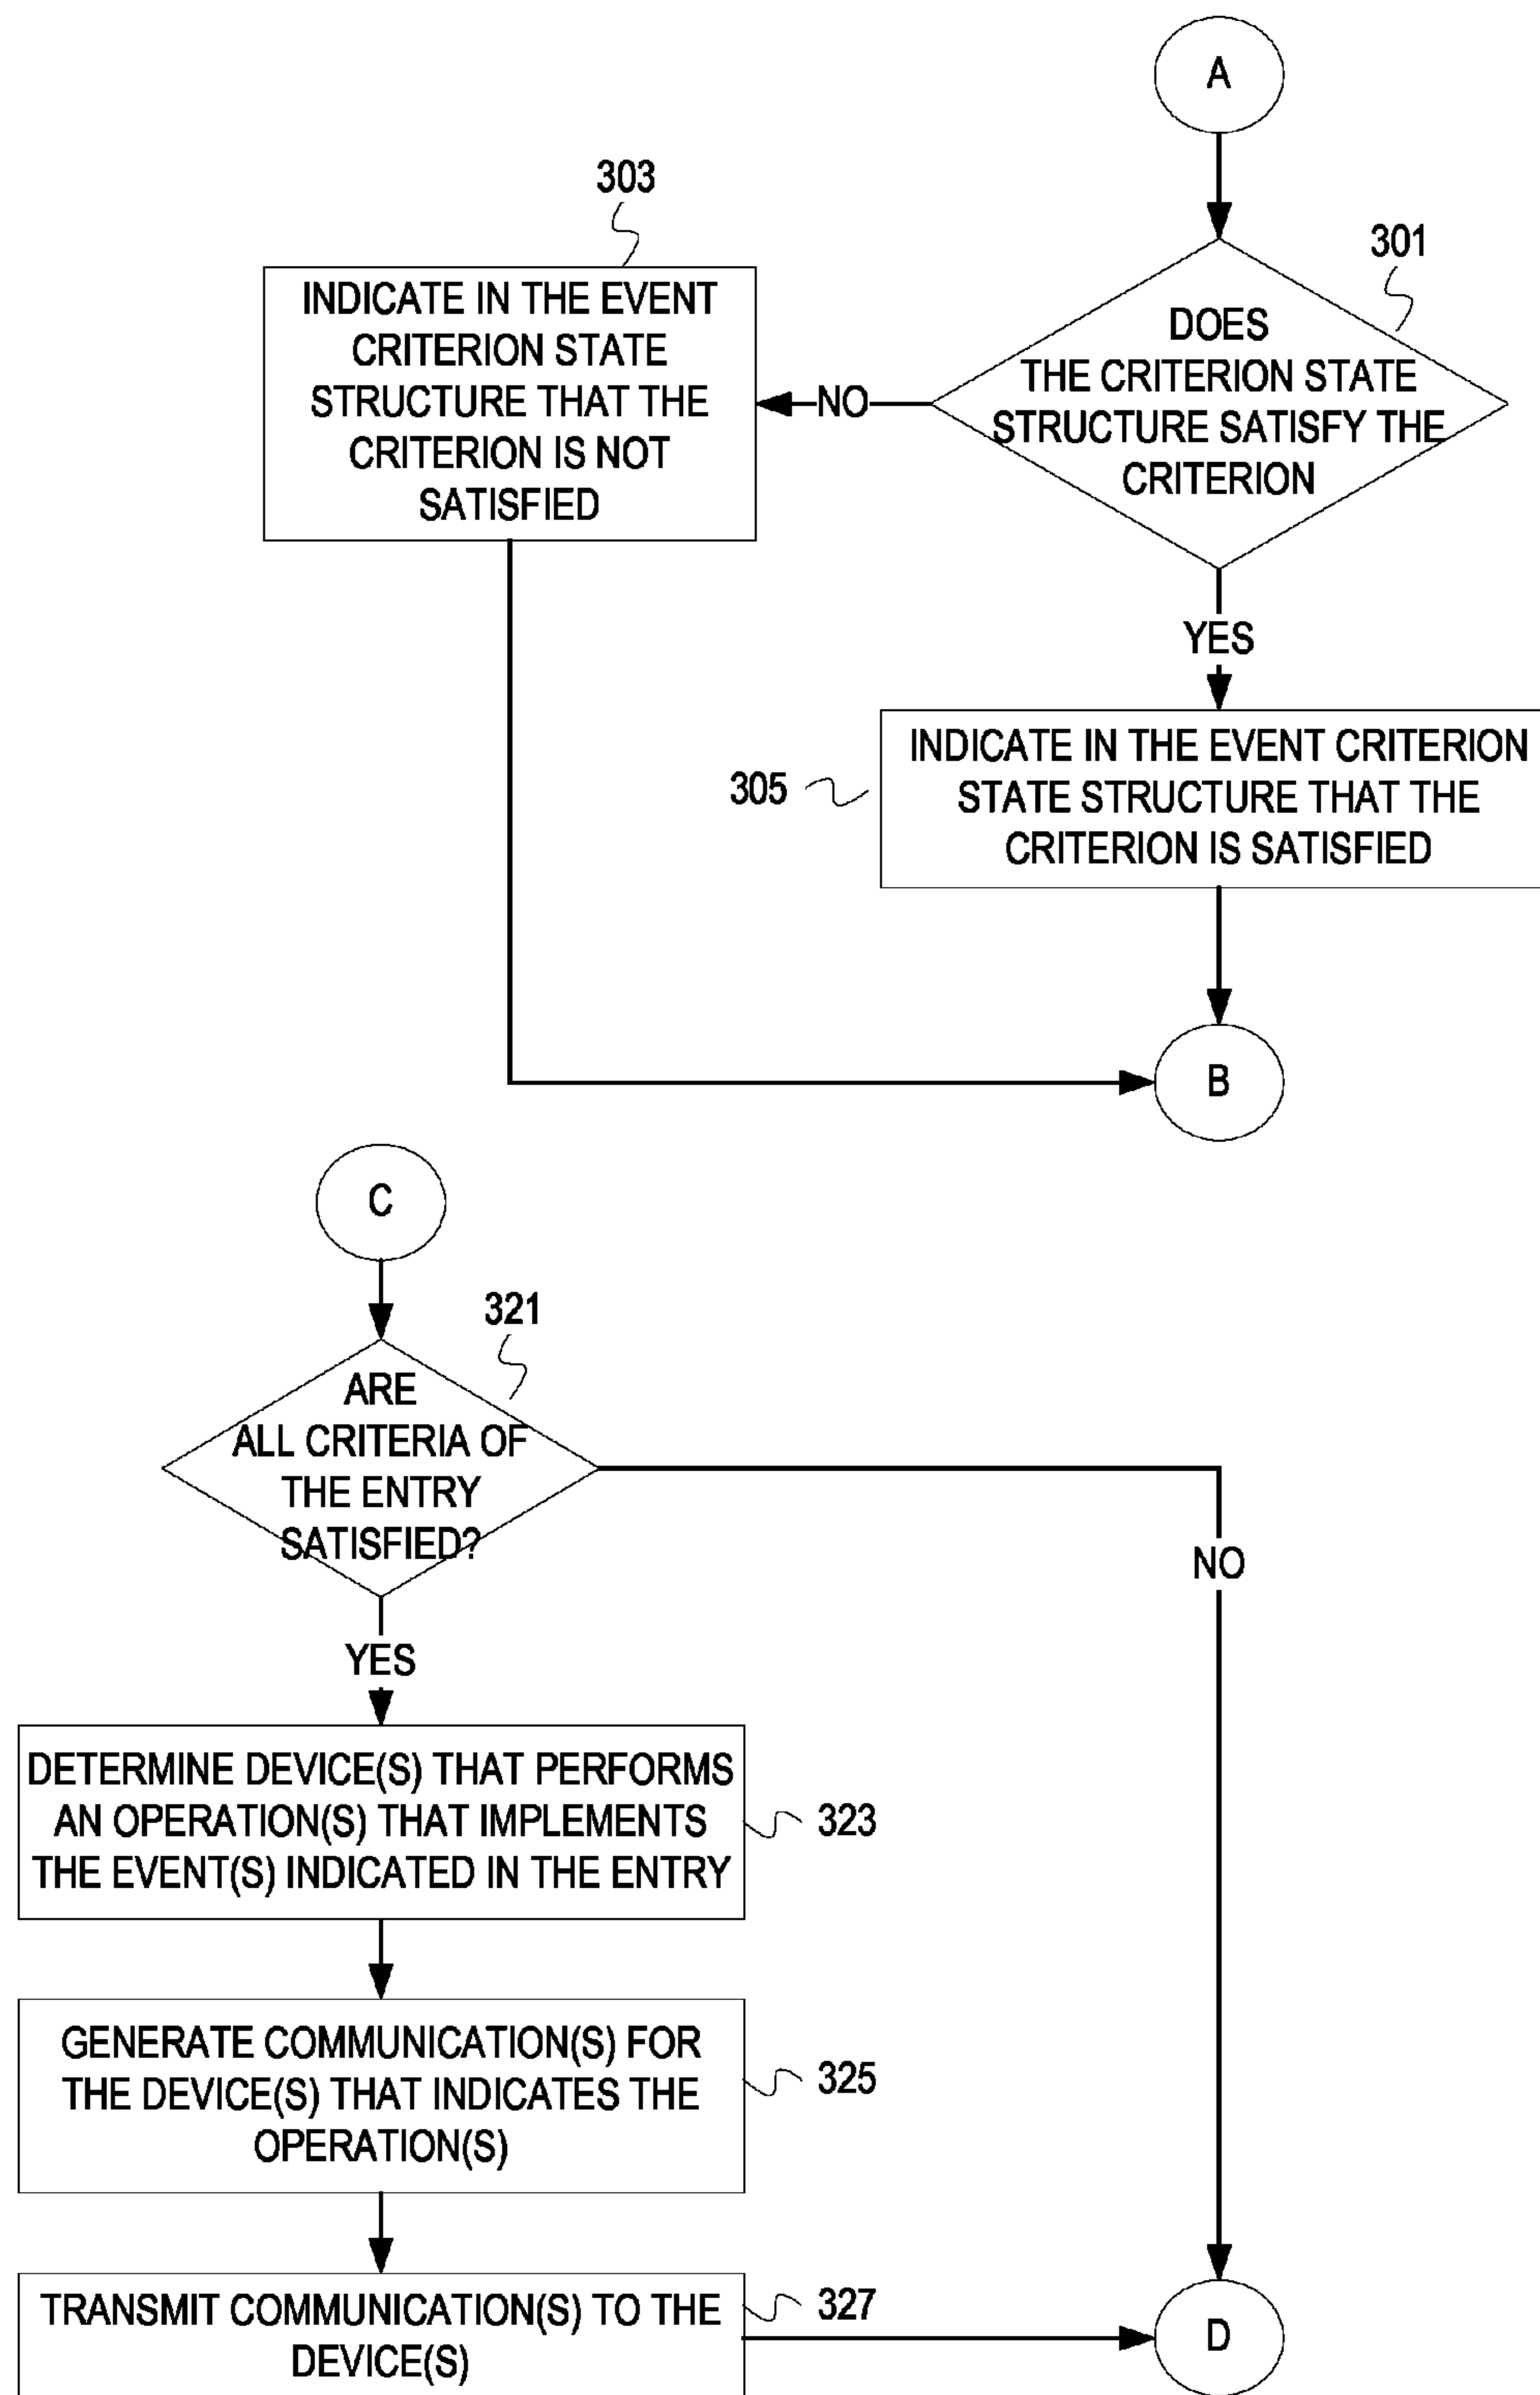 A
303
301
INDICATE IN THE EVENT
CRITERION STATE
STRUCTURE THAT THE
CRITERION IS NOT
SATISFIED
NO
DOES
THE CRITERION STATE
STRUCTURE SATISFY THE
CRITERION
YES
305
INDICATE IN THE EVENT CRITERION
STATE STRUCTURE THAT THE
CRITERION IS SATISFIED
B
C
321
ARE
ALL CRITERIA OF
THE ENTRY
SATISFIED?
NO
YES
DETERMINE DEVICE(S) THAT PERFORMS
AN OPERATION(S) THAT IMPLEMENTS
THE EVENT(S) INDICATED IN THE ENTRY
323
GENERATE COMMUNICATION(S) FOR
THE DEVICE(S) THAT INDICATES THE
OPERATION(S)
325
TRANSMIT COMMUNICATION(S) TO THE
DEVICE(S)
327
D